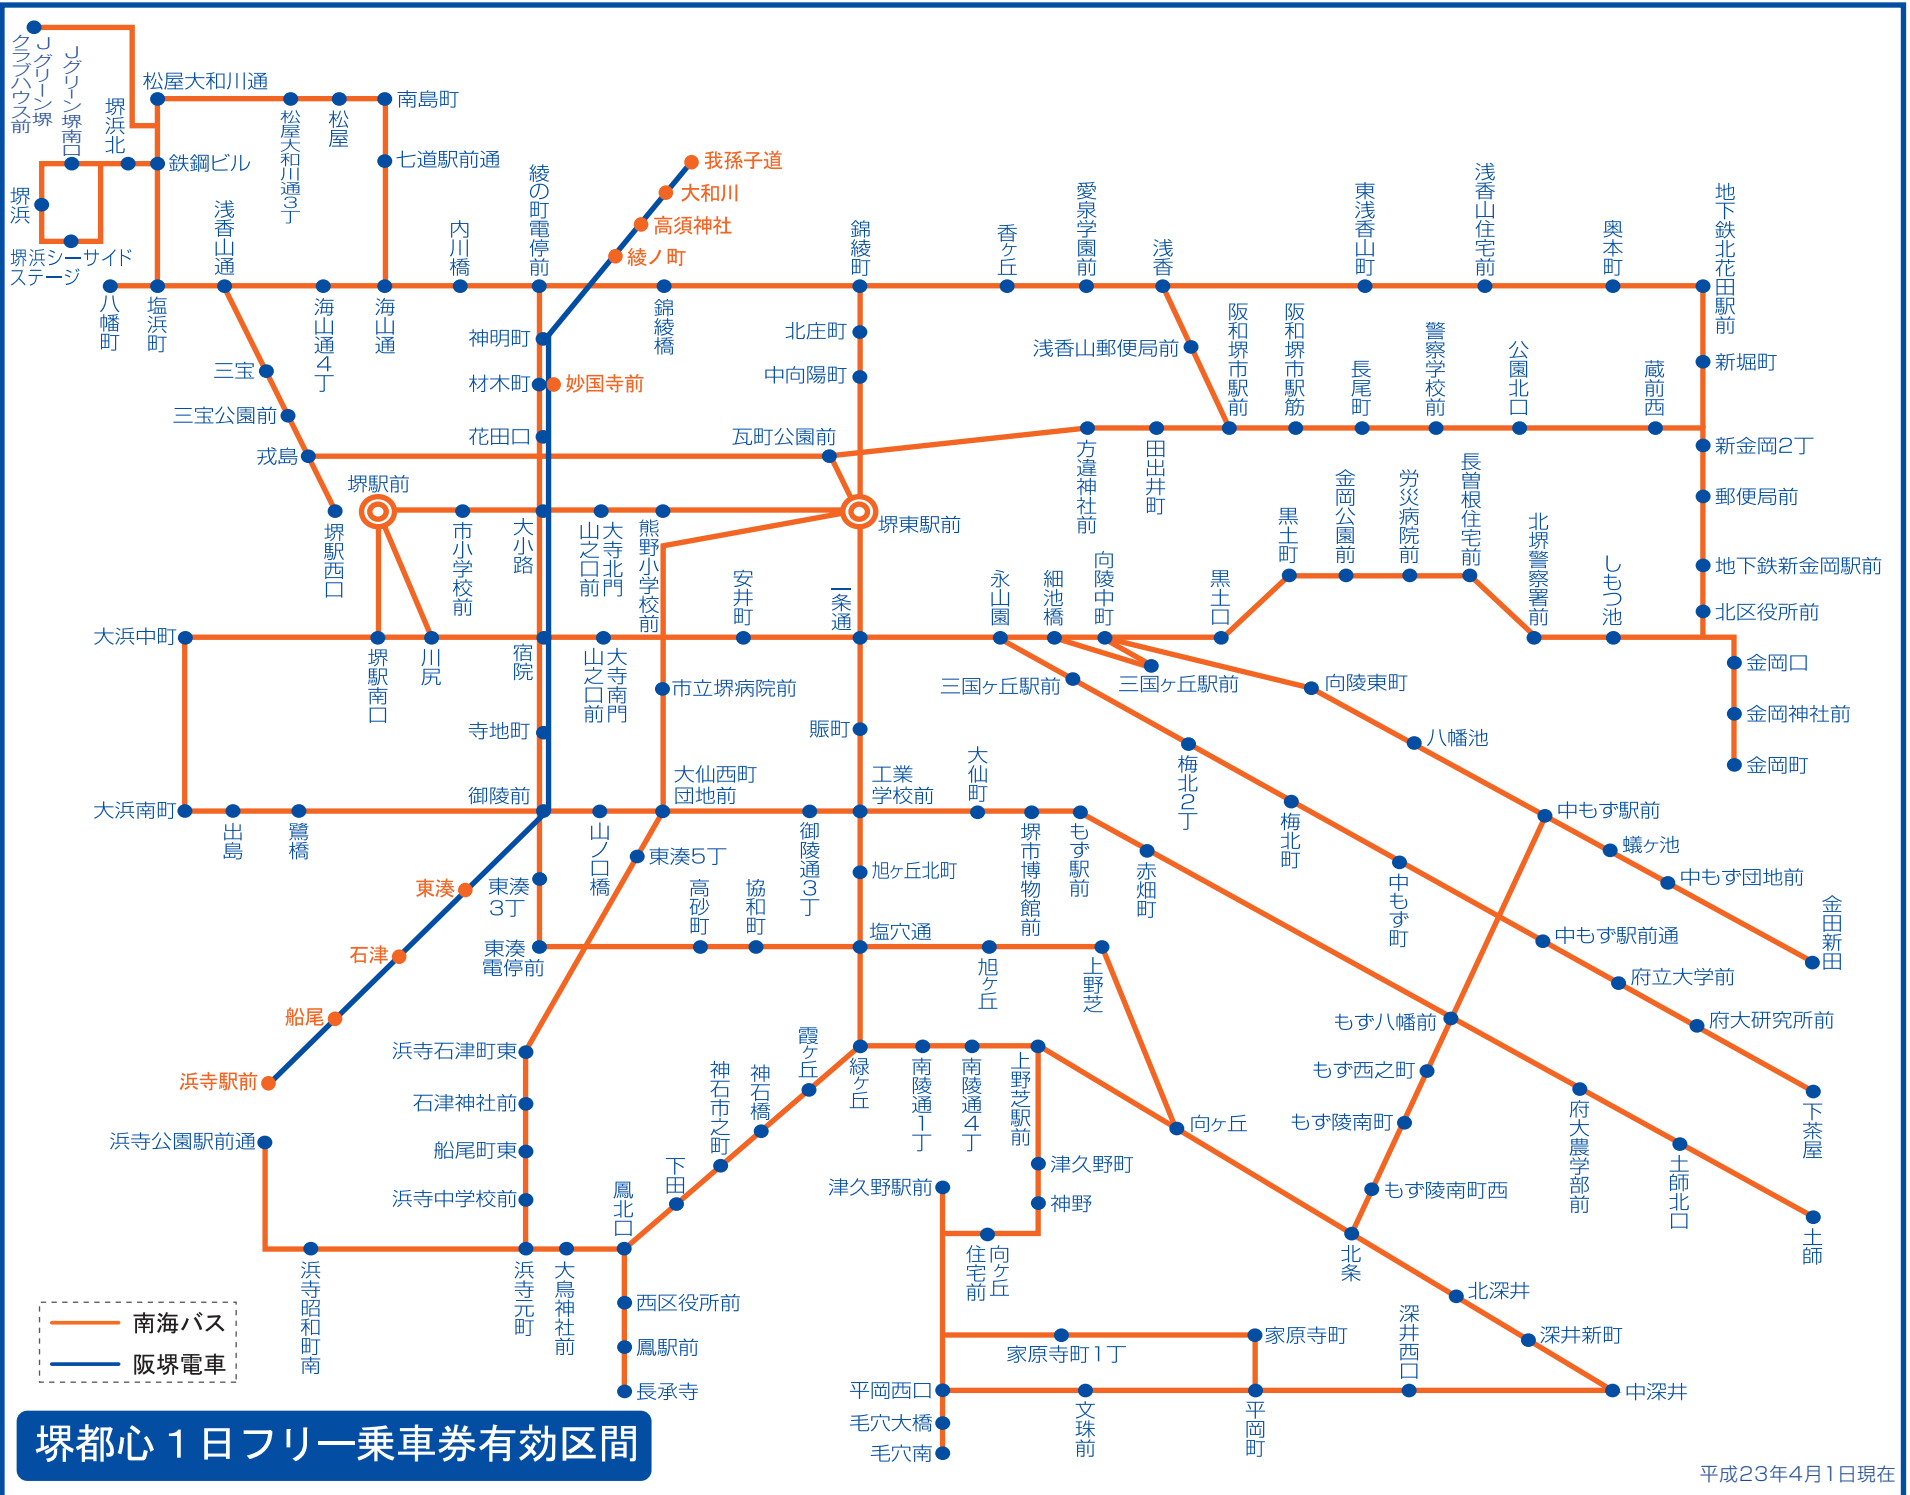 Jグリーン堺
クラブハウス前
Jグリーン堺南口
堺浜北
松屋大和川通
松屋大和川通3丁
松屋
南島町
七道駅前通
鉄鋼ビル
堺浜
堺浜シーサイド
ステージ
浅香山通
八幡町
塩浜町
海山通4丁
海山通
内川橋
綾の町電停前
我孫子道
大和川
高須神社
綾ノ町
錦綾橋
錦綾町
香ヶ丘
愛泉学園前
浅香
東浅香山町
浅香山住宅前
奥本町
地下鉄北花田駅前
三宝
三宝公園前
戎島
神明町
材木町
妙国寺前
花田口
北庄町
中向陽町
瓦町公園前
浅香山郵便局前
阪和堺市駅前
阪和堺市駅筋
長尾町
警察学校前
公園北口
蔵前西
新堀町
新金岡2丁
郵便局前
地下鉄新金岡駅前
北区役所前
堺駅西口
堺駅前
市小学校前
大小路
大寺北門
山之口前
熊野小学校前
堺東駅前
方違神社前
田出井町
黒土町
金岡公園前
労災病院前
長曽根住宅前
北堺警察署前
しもつ池
大浜中町
堺駅南口
川尻
宿院
大寺南門
山之口前
安井町
一条通
永山園
細池橋
向陵中町
黒土口
市立堺病院前
三国ヶ丘駅前
三国ヶ丘駅前
向陵東町
金岡口
金岡神社前
金岡町
寺地町
賑町
八幡池
大浜南町
出島
鷺橋
御陵前
山ノ口橋
大仙西町
団地前
御陵通3丁
工業
学校前
大仙町
堺市博物館前
もず駅前
赤畑町
梅北2丁
梅北町
中もず町
中もず駅前
蟻ヶ池
中もず団地前
金田新田
東湊5丁
東湊
東湊
3丁
高砂町
協和町
旭ヶ丘北町
塩穴通
石津
東湊
電停前
旭ヶ丘
上野芝
中もず駅前通
府立大学前
府大研究所前
下茶屋
船尾
浜寺駅前
浜寺石津町東
石津神社前
船尾町東
浜寺中学校前
浜寺公園駅前通
霞ヶ丘
神石橋
神石市之町
下田
鳳北口
緑ヶ丘
南陵通1丁
南陵通4丁
上野芝駅前
向ヶ丘
もず八幡前
もず西之町
もず陵南町
もず陵南町西
府大農学部前
土師北口
土師
津久野駅前
津久野町
神野
向ヶ丘
住宅前
北条
北深井
深井新町
深井西口
中深井
浜寺昭和町南
浜寺元町
大鳥神社前
西区役所前
鳳駅前
長承寺
家原寺町1丁
家原寺町
平岡西口
毛穴大橋
毛穴南
文珠前
平岡町
南海バス
阪堺電車
堺都心1日フリー乗車券有効区間
平成23年4月1日現在